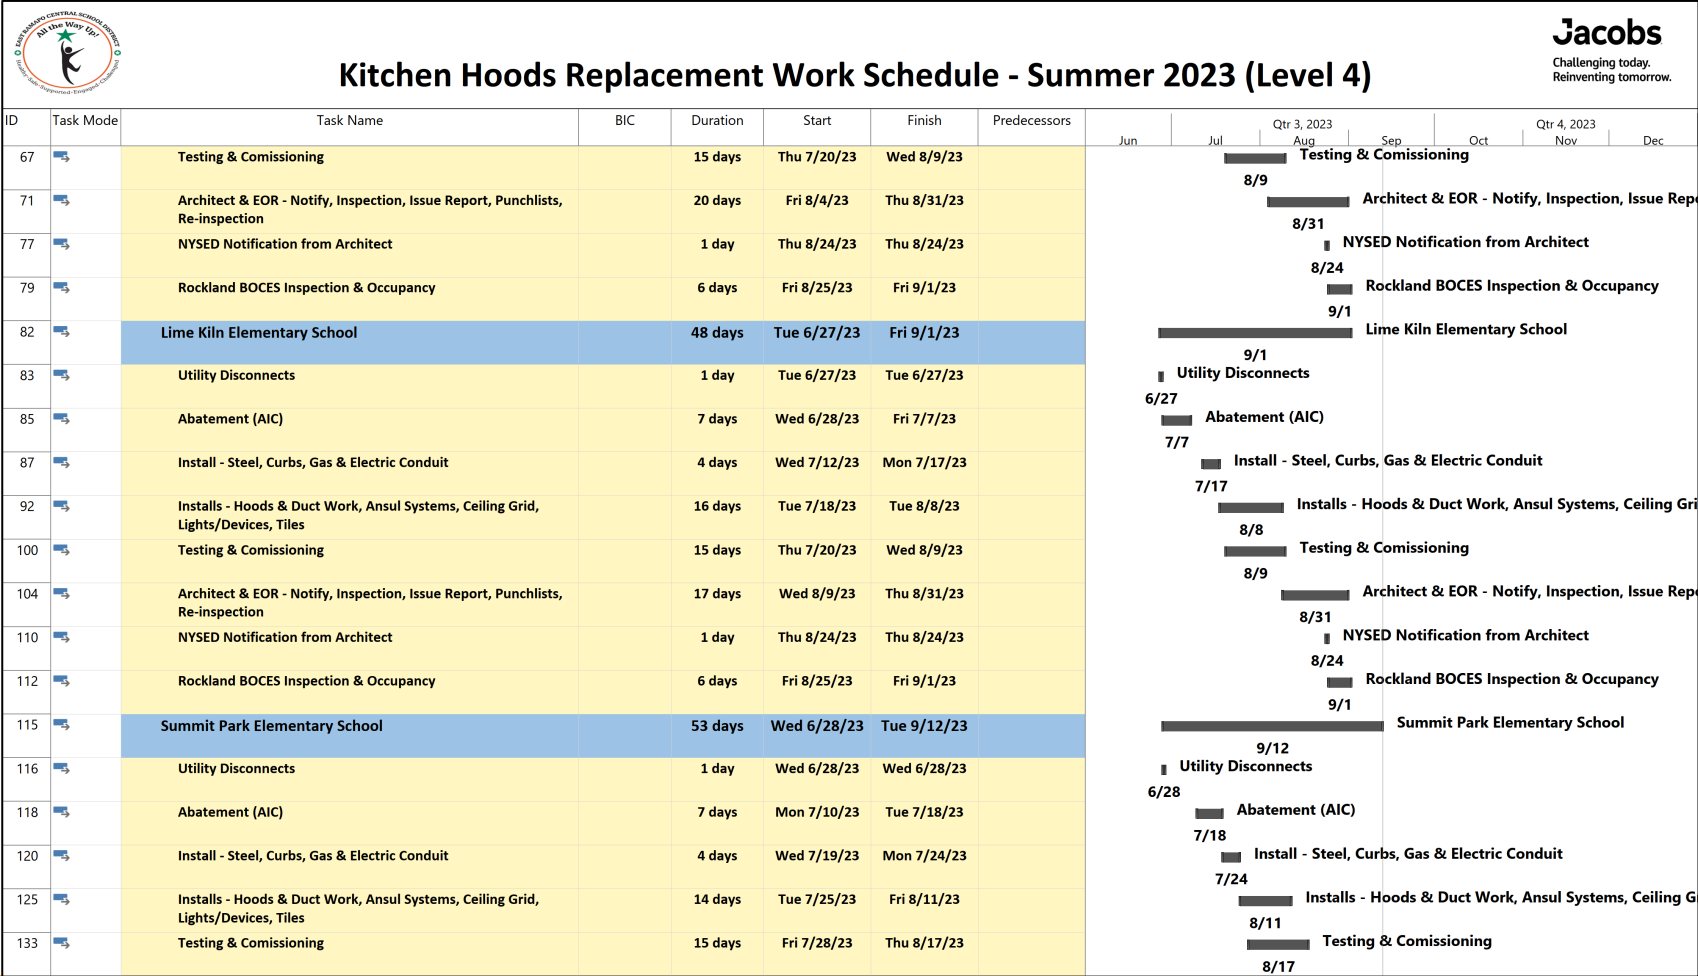 EAST RAMAPO CENTRAL SCHOOL DISTRICT
All the Way Up!
Healthy-Safe-Supported-Engaged-Challenged
Jacobs
Challenging today.
Reinventing tomorrow.
Kitchen Hoods Replacement Work Schedule - Summer 2023 (Level 4)
ID Task Mode Task Name BIC Duration Start Finish Predecessors
Qtr 3, 2023 Qtr 4, 2023
Jun Jul Aug Sep Oct Nov Dec
67 Testing & Comissioning 15 days Thu 7/20/23 Wed 8/9/23 Testing & Comissioning
8/9
71 Architect & EOR - Notify, Inspection, Issue Report, Punchlists, 20 days Fri 8/4/23 Thu 8/31/23 Architect & EOR - Notify, Inspection, Issue Repo
Re-inspection
8/31
77 NYSED Notification from Architect 1 day Thu 8/24/23 Thu 8/24/23 NYSED Notification from Architect
8/24
79 Rockland BOCES Inspection & Occupancy 6 days Fri 8/25/23 Fri 9/1/23 Rockland BOCES Inspection & Occupancy
9/1
82 Lime Kiln Elementary School 48 days Tue 6/27/23 Fri 9/1/23 Lime Kiln Elementary School
9/1
83 Utility Disconnects 1 day Tue 6/27/23 Tue 6/27/23 Utility Disconnects
6/27
85 Abatement (AIC) 7 days Wed 6/28/23 Fri 7/7/23 Abatement (AIC)
7/7
87 Install - Steel, Curbs, Gas & Electric Conduit 4 days Wed 7/12/23 Mon 7/17/23 Install - Steel, Curbs, Gas & Electric Conduit
7/17
92 Installs - Hoods & Duct Work, Ansul Systems, Ceiling Grid, 16 days Tue 7/18/23 Tue 8/8/23 Installs - Hoods & Duct Work, Ansul Systems, Ceiling Gri
Lights/Devices, Tiles
8/8
100 Testing & Comissioning 15 days Thu 7/20/23 Wed 8/9/23 Testing & Comissioning
8/9
104 Architect & EOR - Notify, Inspection, Issue Report, Punchlists, 17 days Wed 8/9/23 Thu 8/31/23 Architect & EOR - Notify, Inspection, Issue Repo
Re-inspection
8/31
110 NYSED Notification from Architect 1 day Thu 8/24/23 Thu 8/24/23 NYSED Notification from Architect
8/24
112 Rockland BOCES Inspection & Occupancy 6 days Fri 8/25/23 Fri 9/1/23 Rockland BOCES Inspection & Occupancy
9/1
115 Summit Park Elementary School 53 days Wed 6/28/23 Tue 9/12/23 Summit Park Elementary School
9/12
116 Utility Disconnects 1 day Wed 6/28/23 Wed 6/28/23 Utility Disconnects
6/28
118 Abatement (AIC) 7 days Mon 7/10/23 Tue 7/18/23 Abatement (AIC)
7/18
120 Install - Steel, Curbs, Gas & Electric Conduit 4 days Wed 7/19/23 Mon 7/24/23 Install - Steel, Curbs, Gas & Electric Conduit
7/24
125 Installs - Hoods & Duct Work, Ansul Systems, Ceiling Grid, 14 days Tue 7/25/23 Fri 8/11/23 Installs - Hoods & Duct Work, Ansul Systems, Ceiling G
Lights/Devices, Tiles
8/11
133 Testing & Comissioning 15 days Fri 7/28/23 Thu 8/17/23 Testing & Comissioning
8/17